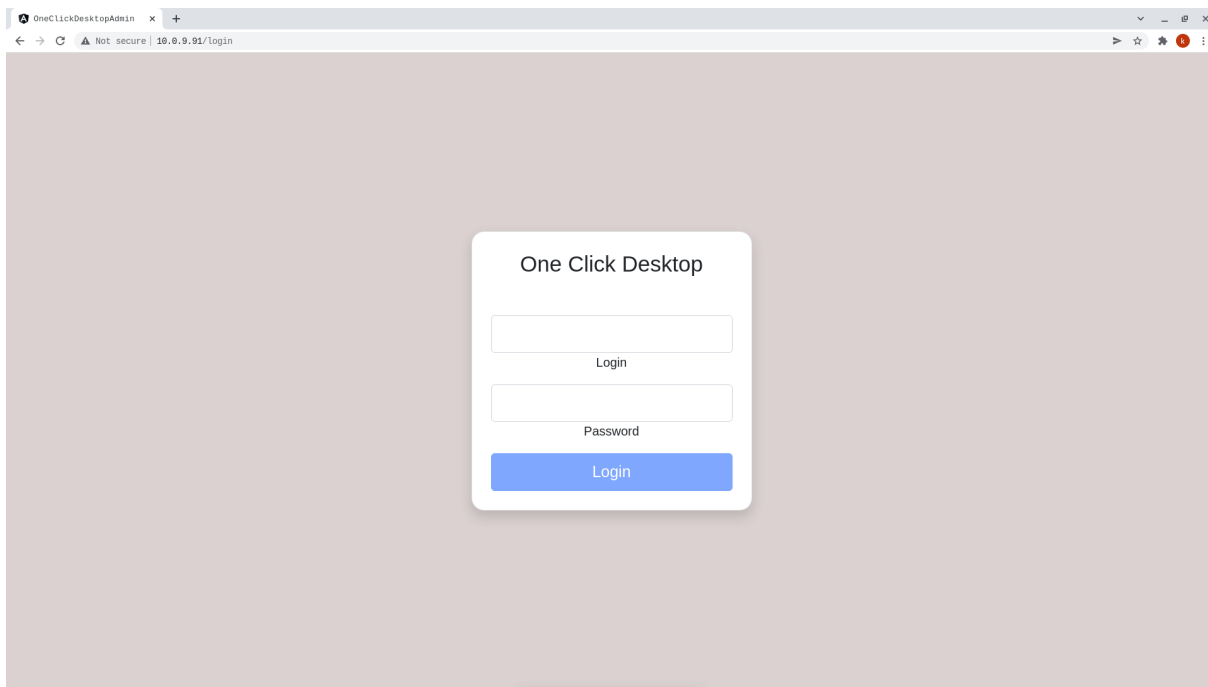 OneClickDesktopAdmin
Not secure 10.0.9.91/login
k
One Click Desktop
Login
Password
Login